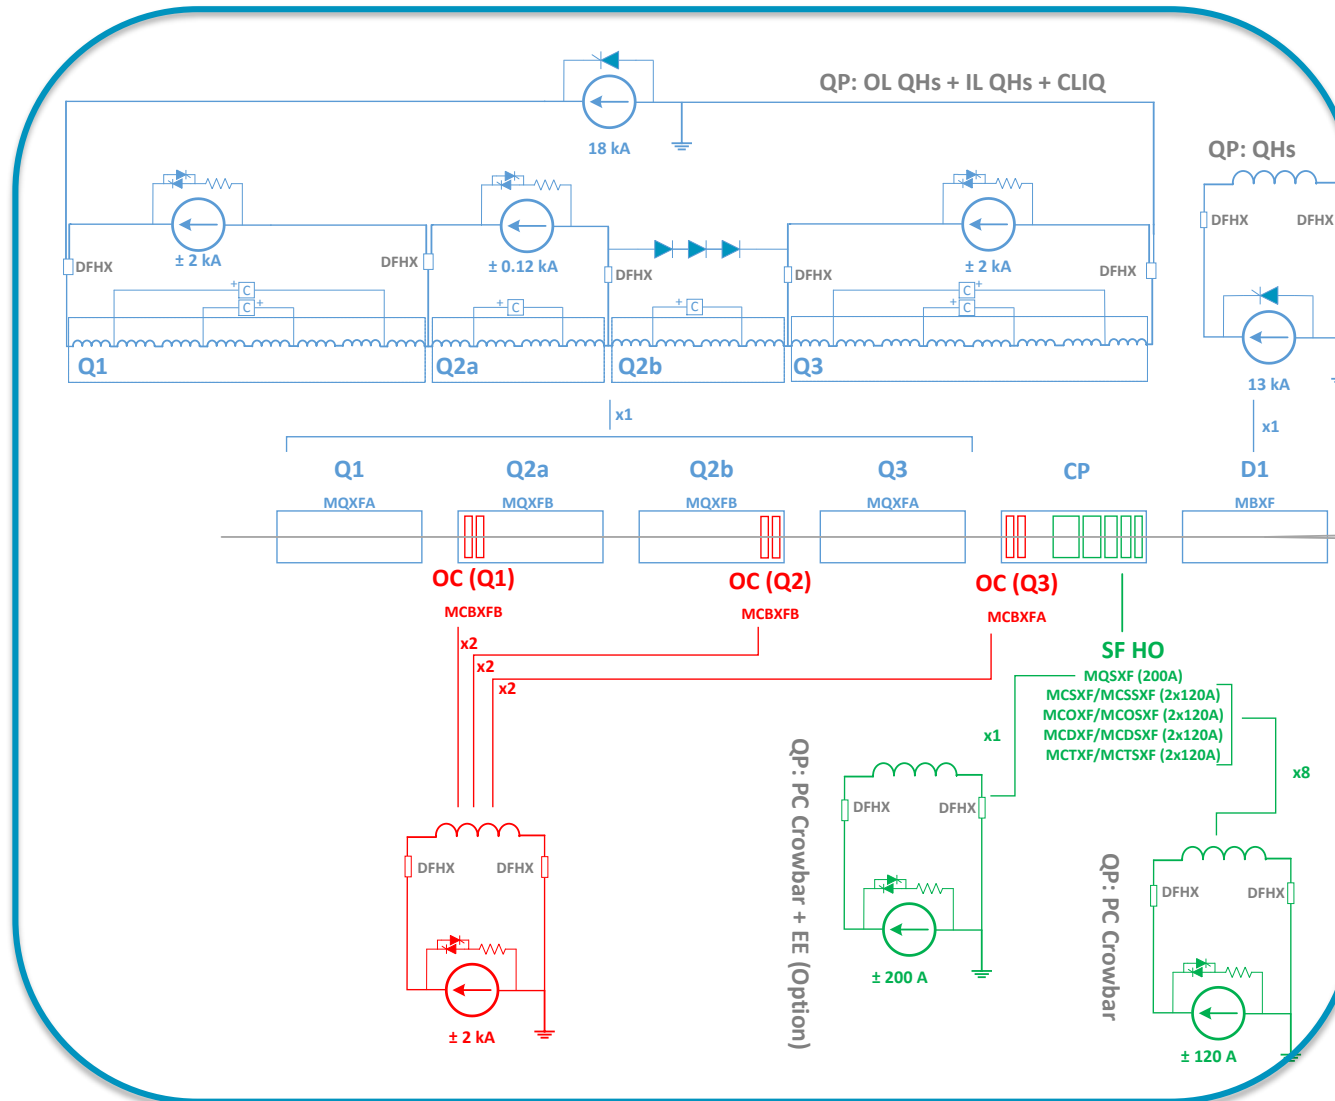 QP: OL QHs + IL QHs + CLIQ
18 kA
QP: QHs
± 2 kA
± 0.12 kA
± 2 kA
DFHX
DFHX
DFHX
DFHX
DFHX
DFHX
DFHX
+ C
C +
+ C
+ C
+ C
C +
Q1
Q2a
Q2b
Q3
13 kA
x1
x1
Q1
Q2a
Q2b
Q3
CP
D1
MQXFA
MQXFB
MQXFB
MQXFA
MBXF
OC (Q1)
OC (Q2)
OC (Q3)
MCBXFB
MCBXFB
MCBXFA
x2
x2
x2
SF HO
MQSXF (200A)
MCSXF/MCSSXF (2x120A)
MCOXF/MCOSXF (2x120A)
MCDXF/MCDSXF (2x120A)
MCTXF/MCTSXF (2x120A)
x1
x8
QP: PC Crowbar + EE (Option)
DFHX
DFHX
± 200 A
DFHX
DFHX
± 2 kA
QP: PC Crowbar
DFHX
DFHX
± 120 A